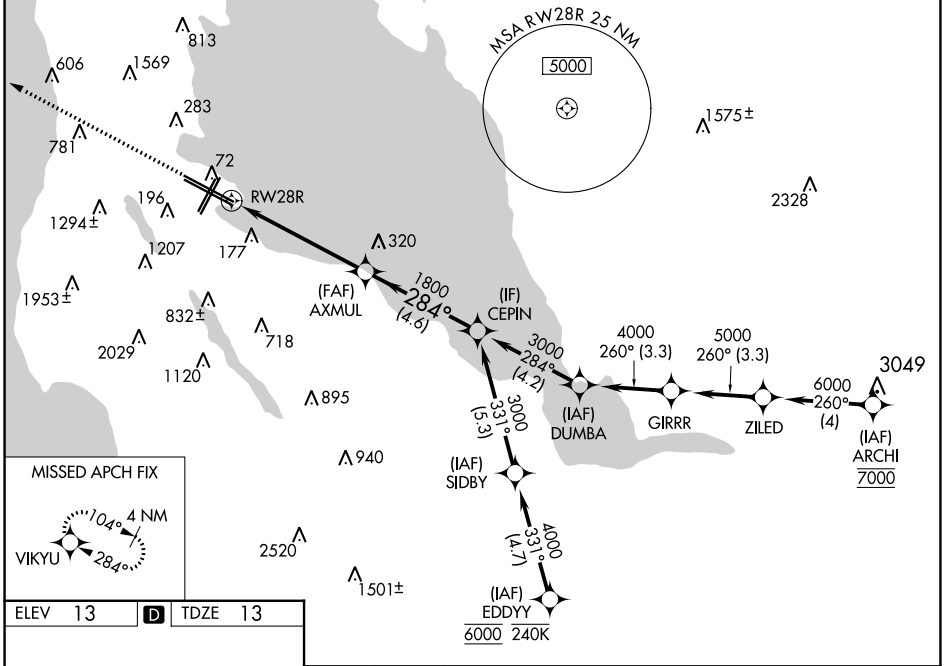 813
606
1569
283
781
72
196
RW28R
1294±
177
1207
1953±
832±
2029
718
1120
895
940
2520
1501±
MSA RW28R 25 NM
5000
1575±
2328
320
(FAF)
AXMUL
1800
284°
(4.6)
(IF)
CEPIN
3000
284°
(4.2)
(IAF)
DUMBA
4000
260° (3.3)
GIRRR
5000
260° (3.3)
ZILED
6000
260°
(4)
3049
(IAF)
ARCHI
7000
3000
331°
(5.3)
(IAF)
SIDBY
4000
331°
(4.7)
(IAF)
EDDYY
6000 240K
MISSED APCH FIX
104°
4 NM
VIKYU
284°
ELEV 13 D TDZE 13